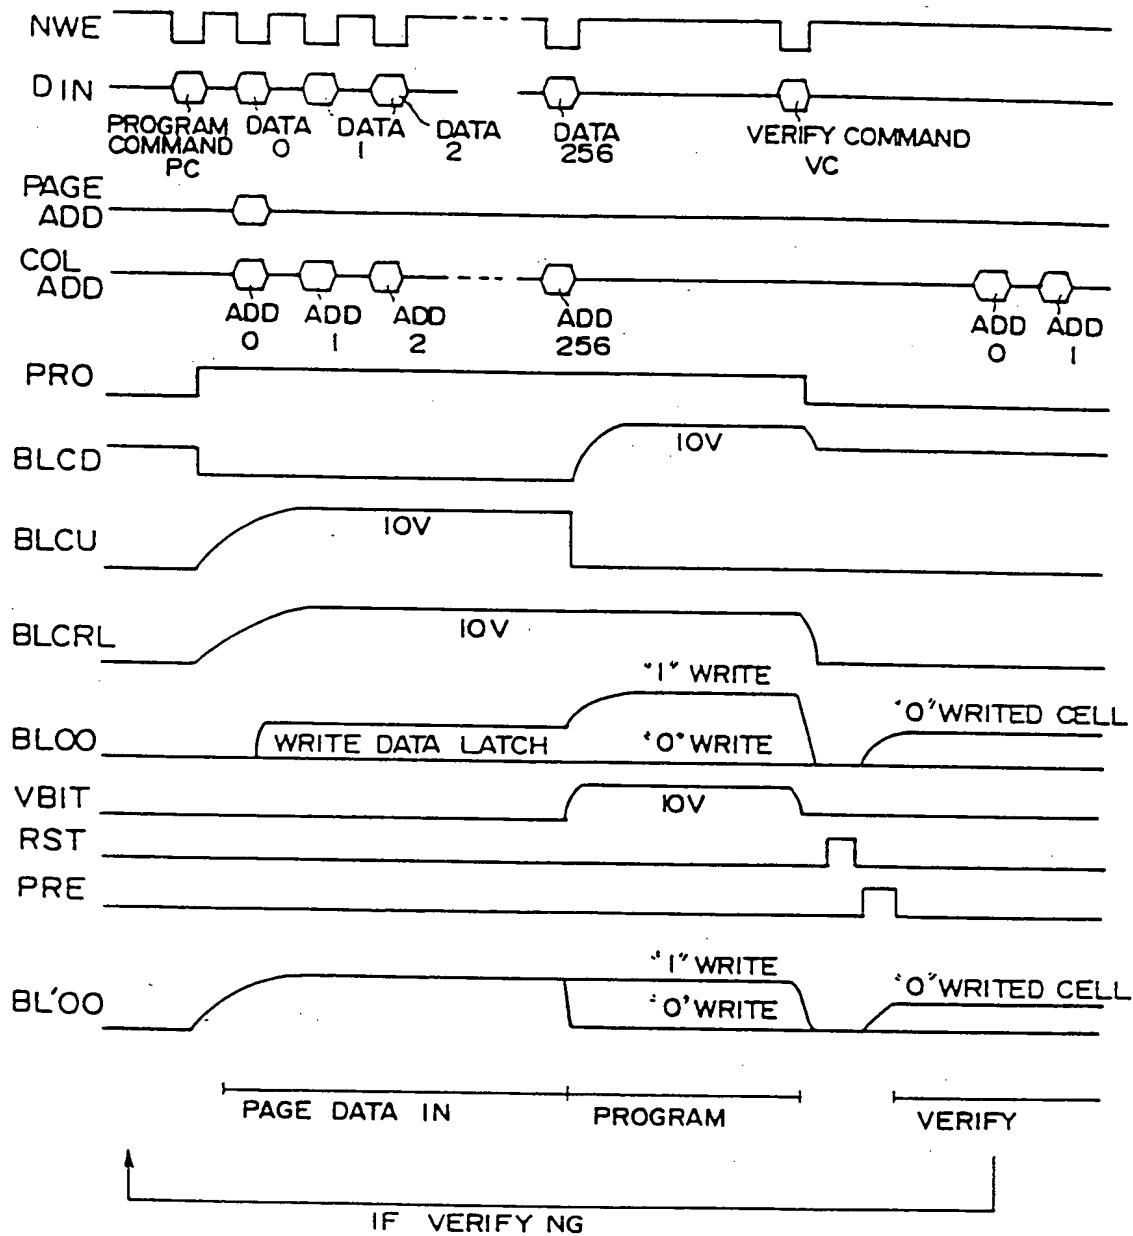 NWE
DIN
PROGRAM COMMAND PC
DATA 0
DATA 1
DATA 2
DATA 256
VERIFY COMMAND VC
PAGE ADD
COL ADD
ADD 0
ADD 1
ADD 2
ADD 256
ADD 0
ADD 1
PRO
BLCD
10V
BLCU
10V
BLCRL
10V
BL00
WRITE DATA LATCH
"1" WRITE
"0" WRITE
"0" WRITED CELL
VBIT
10V
RST
PRE
BL'00
"1" WRITE
"0" WRITE
"0" WRITED CELL
PAGE DATA IN
PROGRAM
VERIFY
IF VERIFY NG